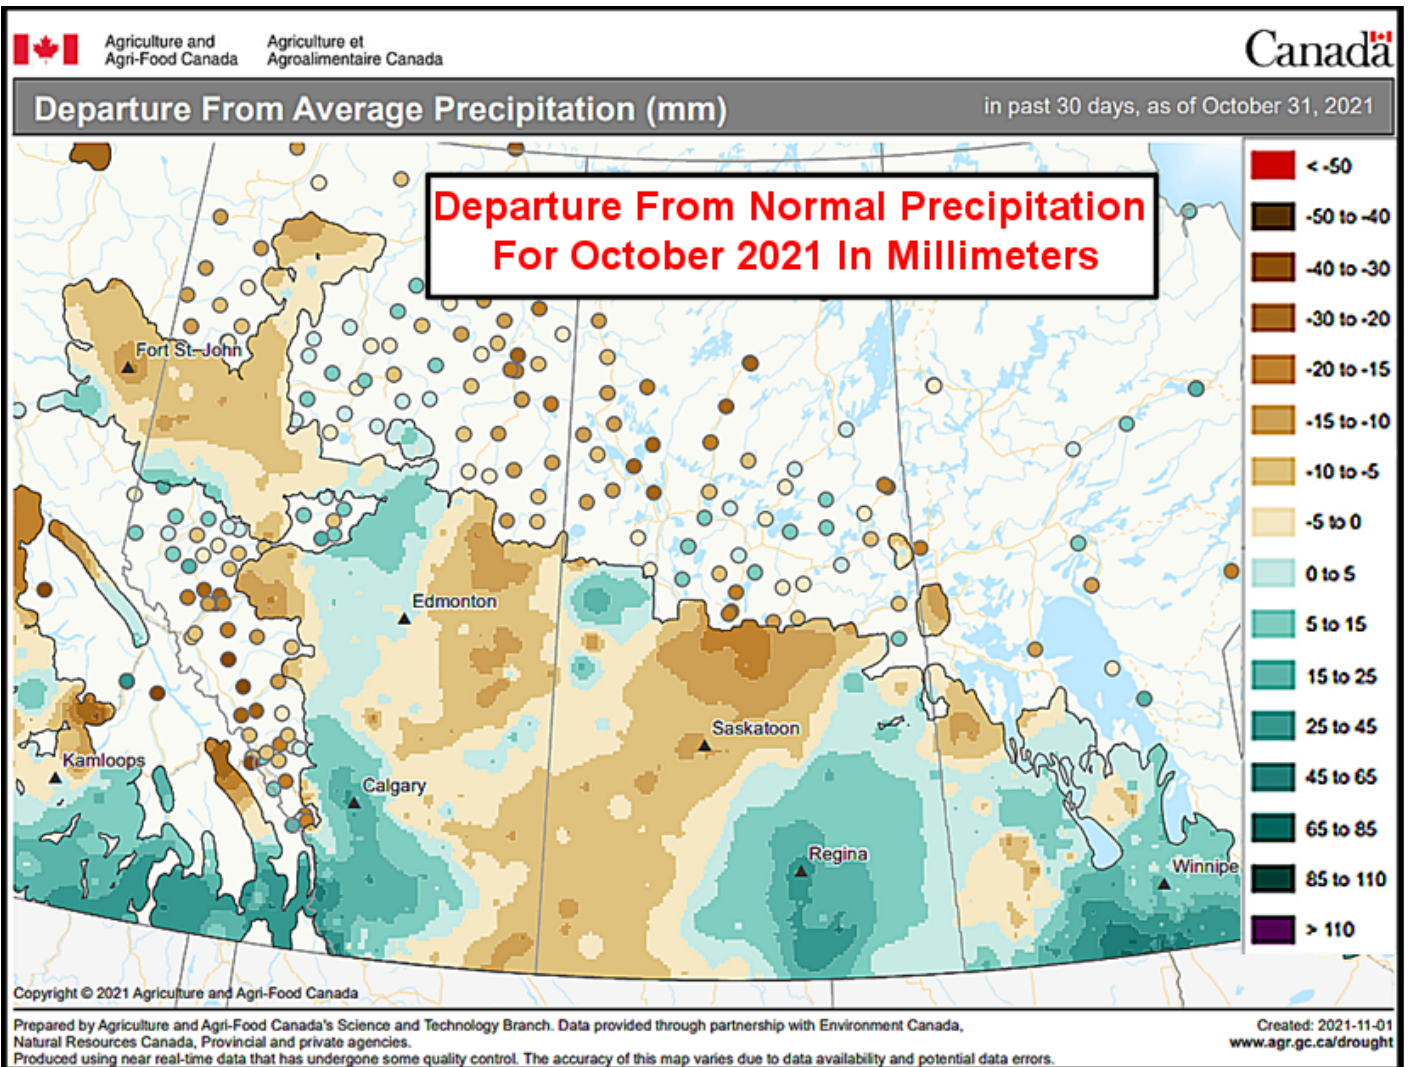 Agriculture and
Agri-Food Canada
Agriculture et
Agroalimentaire Canada
Canada
Departure From Average Precipitation (mm)
in past 30 days, as of October 31, 2021
Departure From Normal Precipitation
For October 2021 In Millimeters
< -50
-50 to -40
-40 to -30
-30 to -20
-20 to -15
-15 to -10
-10 to -5
-5 to 0
0 to 5
5 to 15
15 to 25
25 to 45
45 to 65
65 to 85
85 to 110
> 110
Fort St. John
Edmonton
Saskatoon
Kamloops
Calgary
Regina
Winnipe
Copyright © 2021 Agriculture and Agri-Food Canada
Prepared by Agriculture and Agri-Food Canada's Science and Technology Branch. Data provided through partnership with Environment Canada,
Natural Resources Canada, Provincial and private agencies.
Produced using near real-time data that has undergone some quality control. The accuracy of this map varies due to data availability and potential data errors.
Created: 2021-11-01
www.agr.gc.ca/drought